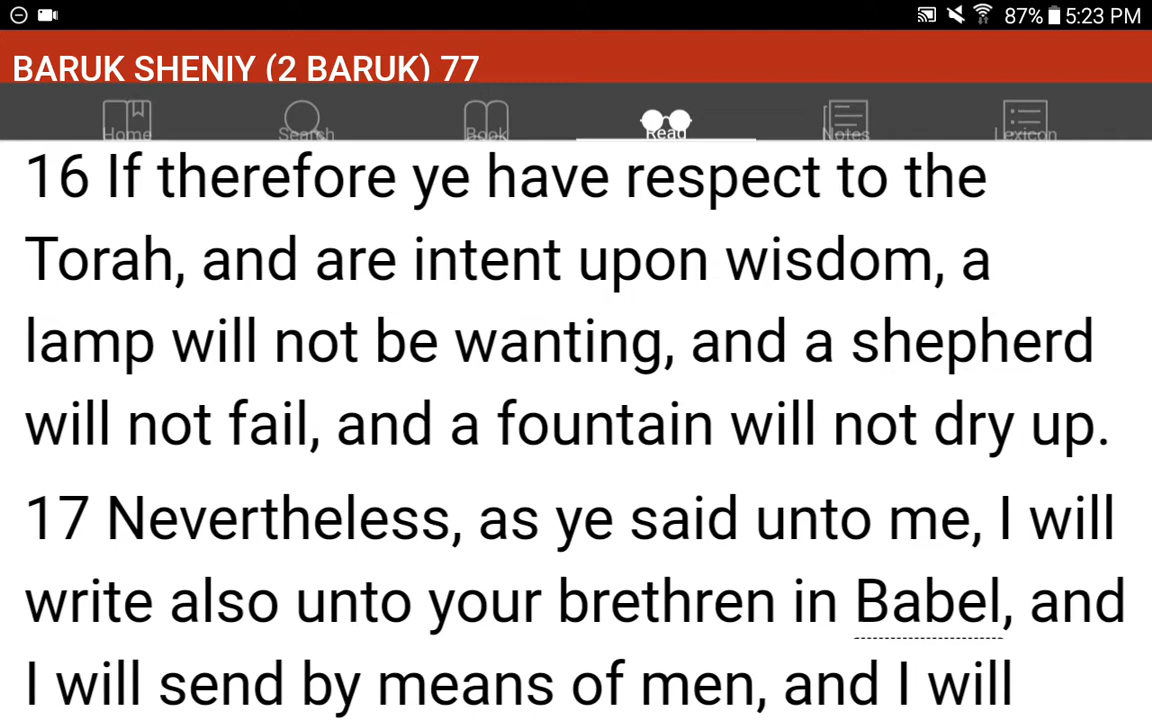 87% 5:23 PM
BARUK SHENIY (2 BARUK) 77
Home Search Book Read Notes Lexicon
16 If therefore ye have respect to the
Torah, and are intent upon wisdom, a
lamp will not be wanting, and a shepherd
will not fail, and a fountain will not dry up.
17 Nevertheless, as ye said unto me, I will
write also unto your brethren in Babel, and
I will send by means of men, and I will